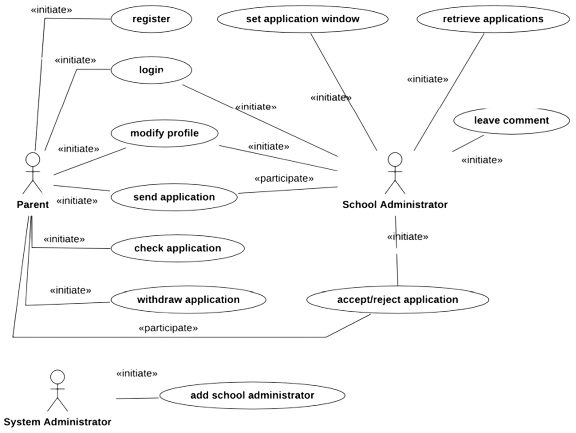 «initiate»
register
set application window
retrieve applications
«initiate»
login
«initiate»
«initiate»
«initiate»
leave comment
modify profile
«initiate»
«initiate»
«initiate»
«participate»
Parent
«initiate»
send application
School Administrator
«initiate»
check application
«initiate»
«initiate»
withdraw application
accept/reject application
«participate»
«initiate»
add school administrator
System Administrator